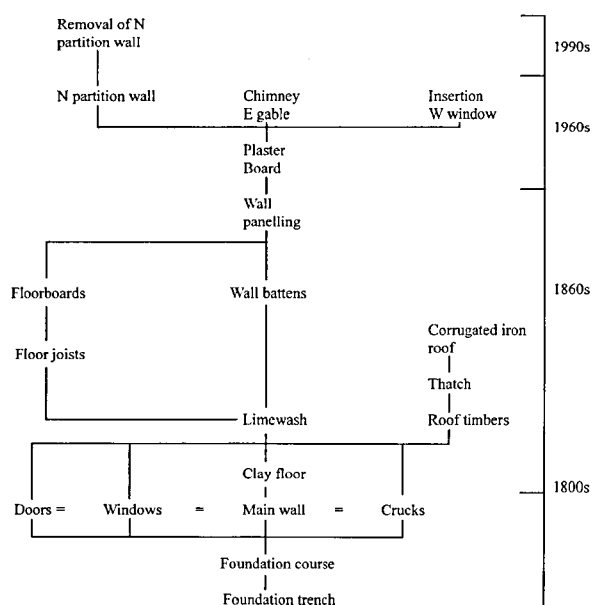 Removal of N
partition wall
1990s
N partition wall
Chimney
E gable
Insertion
W window
1960s
Plaster
Board
Wall
panelling
Floorboards
Wall battens
1860s
Corrugated iron
roof
Floor joists
Thatch
Limewash
Roof timbers
Clay floor
1800s
Doors = Windows = Main wall = Crucks
Foundation course
Foundation trench